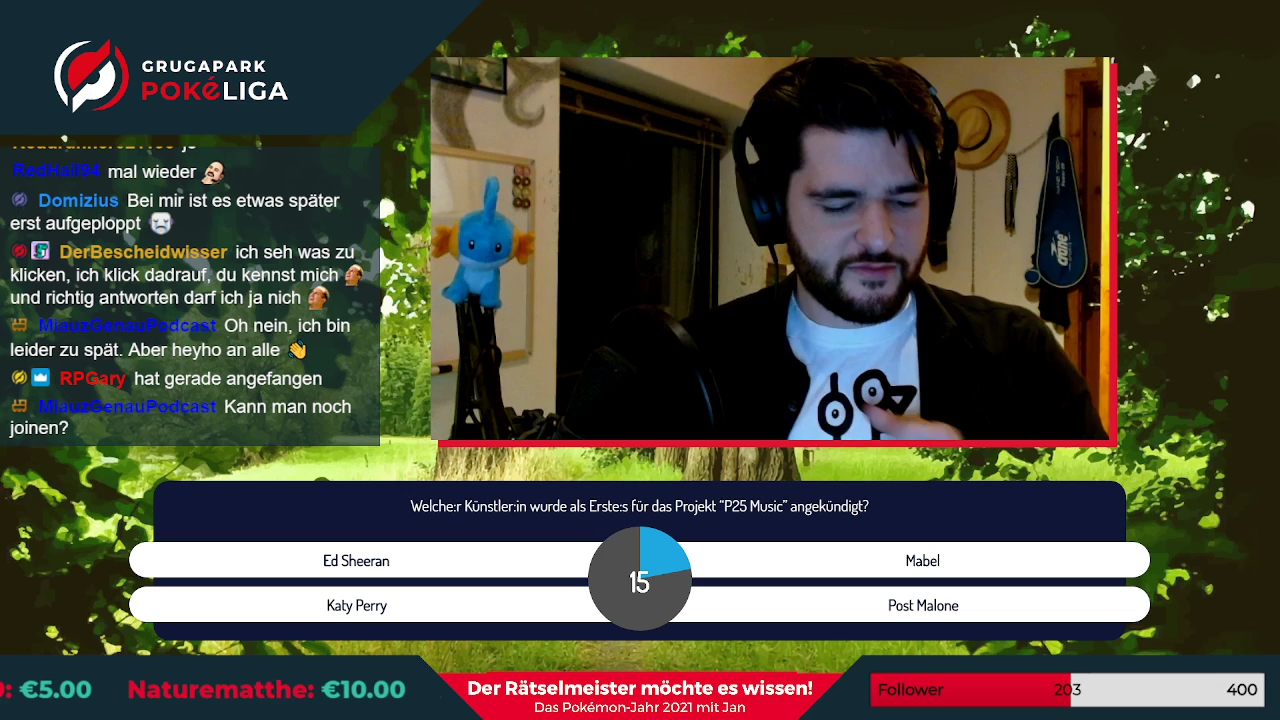 GRUGAPARK
POKéLIGA
RedHair94 mal wieder
Domizius Bei mir ist es etwas später
erst aufgeploppt
DerBescheidwisser ich seh was zu
klicken, ich klick dadrauf, du kennst mich
und richtig antworten darf ich ja nich
MiauzGenauPodcast Oh nein, ich bin
leider zu spät. Aber heyho an alle
RPGary hat gerade angefangen
MiauzGenauPodcast Kann man noch
joinen?
Welche:r Künstler:in wurde als Erste:s für das Projekt “P25 Music” angekündigt?
Ed Sheeran
Mabel
15
Katy Perry
Post Malone
: €5.00 Naturematthe: €10.00
Der Rätselmeister möchte es wissen!
Das Pokémon-Jahr 2021 mit Jan
Follower 203 400